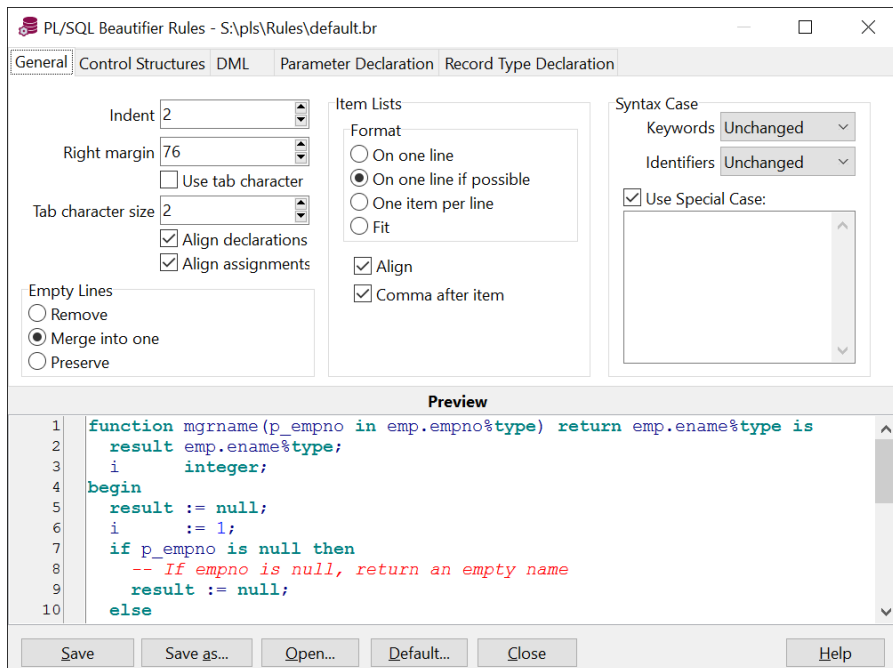 PL/SQL Beautifier Rules - S:\pls\Rules\default.br
General Control Structures DML Parameter Declaration Record Type Declaration
Indent 2
Right margin 76
Use tab character
Tab character size 2
Align declarations
Align assignments
Empty Lines
Remove
Merge into one
Preserve
Item Lists
Format
On one line
On one line if possible
One item per line
Fit
Align
Comma after item
Syntax Case
Keywords Unchanged
Identifiers Unchanged
Use Special Case:
Preview
1 function mgrname(p_empno in emp.empno%type) return emp.ename%type is
2   result emp.ename%type;
3   i      integer;
4 begin
5   result := null;
6   i      := 1;
7   if p_empno is null then
8     -- If empno is null, return an empty name
9     result := null;
10   else
Save Save as... Open... Default... Close Help